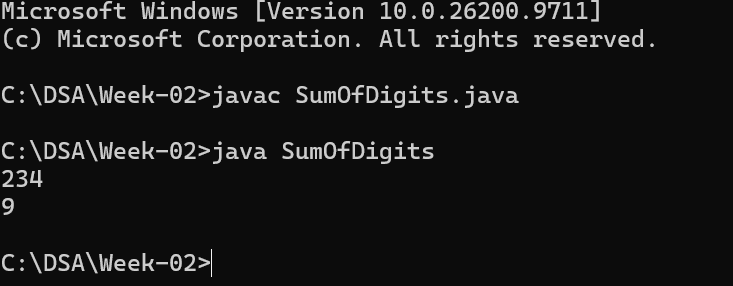 Microsoft Windows [Version 10.0.26200.9711]
(c) Microsoft Corporation. All rights reserved.
C:\DSA\Week-02>javac SumOfDigits.java
C:\DSA\Week-02>java SumOfDigits
234
9
C:\DSA\Week-02>